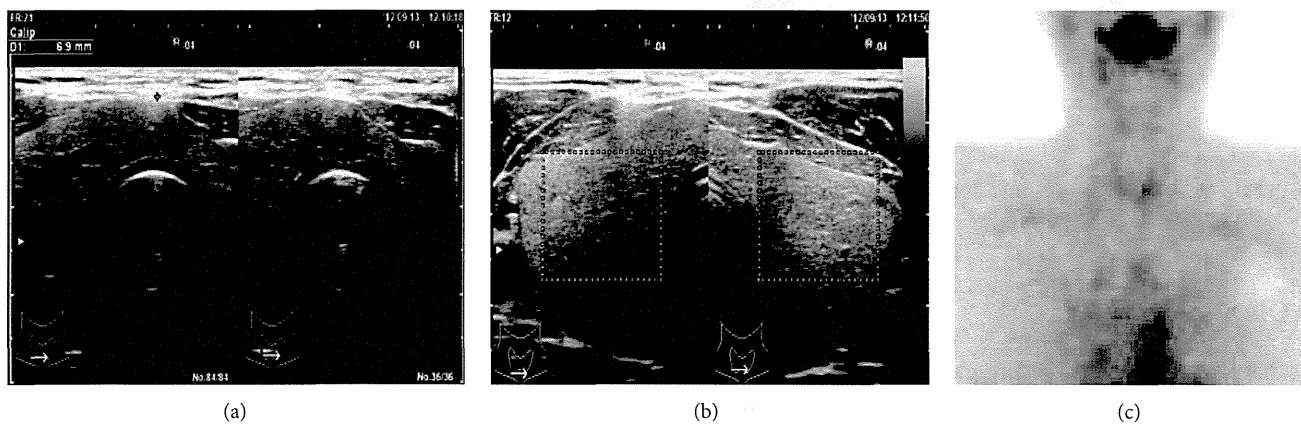 FR:21 '12.09.13 12:10:18
Calip
D1: 6.9 mm
.04 .04
No.84/84 No.36/36
(a)
FR:12 '12/09/13 12:11:50
.04 .04
(b)
(c)